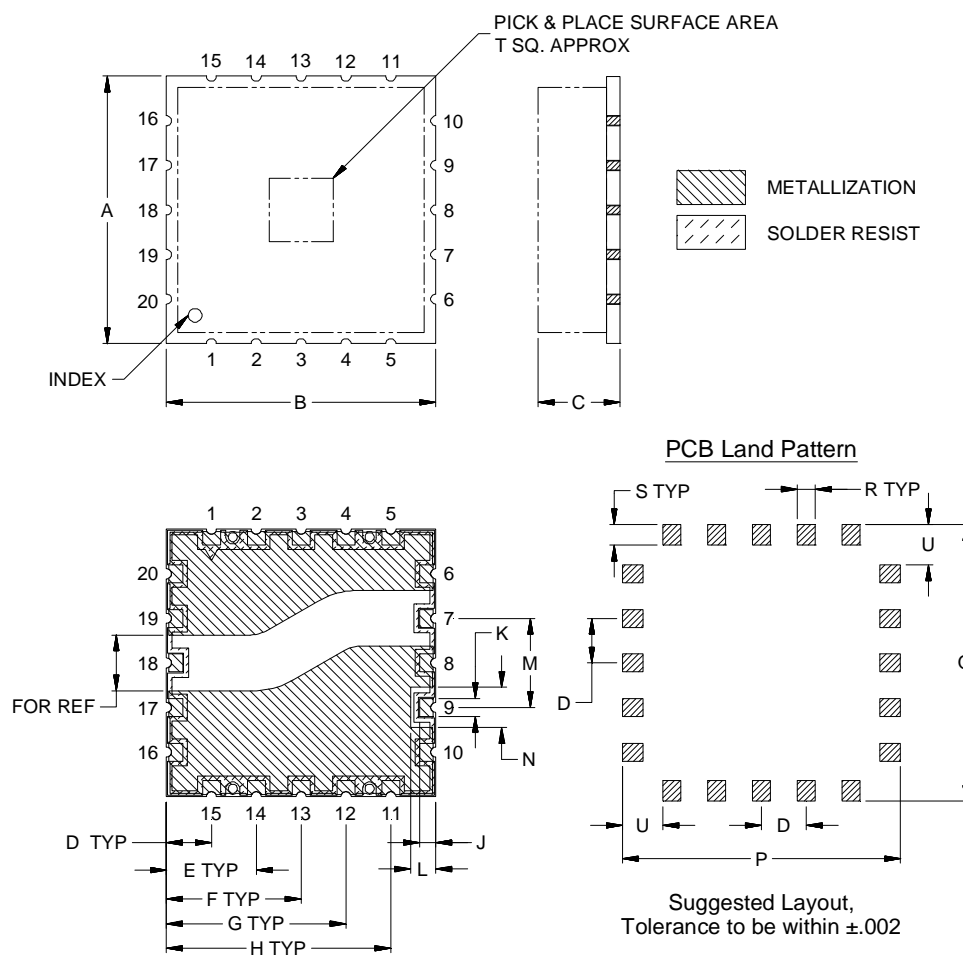 PICK & PLACE SURFACE AREA
T SQ. APPROX
15 14 13 12 11
16
17
18
19
20
10
9
8
7
6
A
1 2 3 4 5
INDEX
B
C
METALLIZATION
SOLDER RESIST
PCB Land Pattern
S TYP
R TYP
U
D
U
D
P
Suggested Layout,
Tolerance to be within ±.002
1 2 3 4 5
20
19
18
17
16
6
7
8
9
10
K
M
N
FOR REF
15 14 13 12 11
D TYP
E TYP
F TYP
G TYP
H TYP
J
L